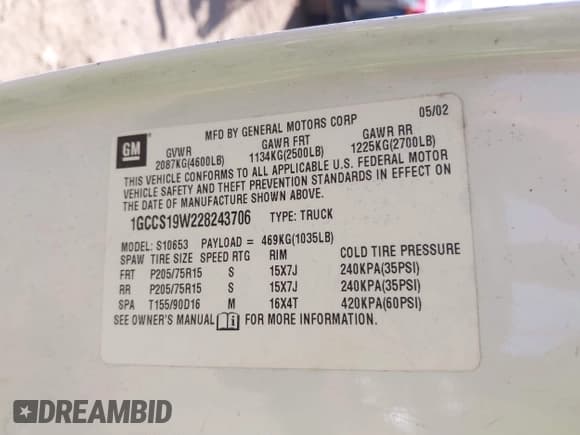 05/02
MFD BY GENERAL MOTORS CORP
GM
GVWR GAWR FRT GAWR RR
2087KG(4600LB) 1134KG(2500LB) 1225KG(2700LB)
THIS VEHICLE CONFORMS TO ALL APPLICABLE U.S. FEDERAL MOTOR
VEHICLE SAFETY AND THEFT PREVENTION STANDARDS IN EFFECT ON
THE DATE OF MANUFACTURE SHOWN ABOVE.
1GCCS19W228243706 TYPE: TRUCK
MODEL: S10653 PAYLOAD = 469KG(1035LB)
SPAW TIRE SIZE SPEED RTG RIM COLD TIRE PRESSURE
FRT P205/75R15 S 15X7J 240KPA(35PSI)
RR P205/75R15 S 15X7J 240KPA(35PSI)
SPA T155/90D16 M 16X4T 420KPA(60PSI)
SEE OWNER'S MANUAL FOR MORE INFORMATION.
DREAMBID